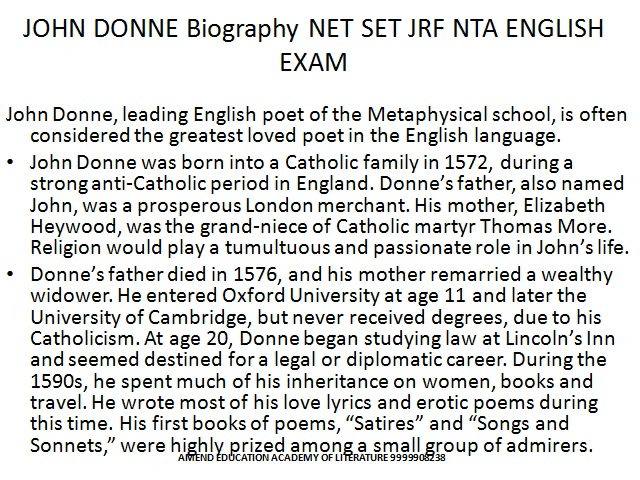 JOHN DONNE Biography NET SET JRF NTA ENGLISH
EXAM
John Donne, leading English poet of the Metaphysical school, is often
considered the greatest loved poet in the English language.
• John Donne was born into a Catholic family in 1572, during a
strong anti-Catholic period in England. Donne’s father, also named
John, was a prosperous London merchant. His mother, Elizabeth
Heywood, was the grand-niece of Catholic martyr Thomas More.
Religion would play a tumultuous and passionate role in John’s life.
• Donne’s father died in 1576, and his mother remarried a wealthy
widower. He entered Oxford University at age 11 and later the
University of Cambridge, but never received degrees, due to his
Catholicism. At age 20, Donne began studying law at Lincoln’s Inn
and seemed destined for a legal or diplomatic career. During the
1590s, he spent much of his inheritance on women, books and
travel. He wrote most of his love lyrics and erotic poems during
this time. His first books of poems, “Satires” and “Songs and
Sonnets,” were highly prized among a small group of admirers.
AMEND EDUCATION ACADEMY OF LITERATURE 9999908238